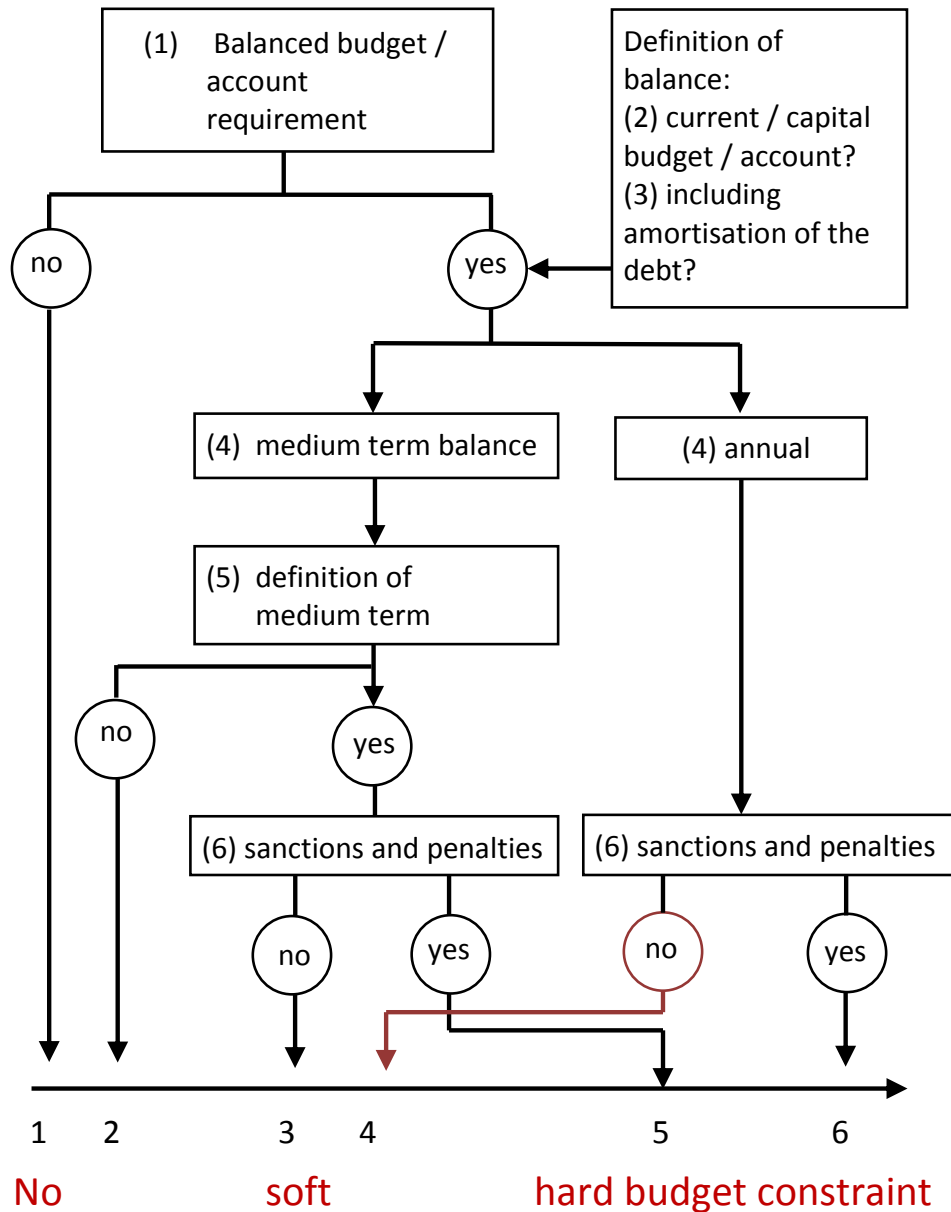 (1) Balanced budget /
account
requirement
Definition of
balance:
(2) current / capital
budget / account?
(3) including
amortisation of the
debt?
no
yes
(4) medium term balance
(4) annual
(5) definition of
medium term
no
yes
(6) sanctions and penalties
(6) sanctions and penalties
no
yes
no
yes
1 2 3 4 5 6
No soft hard budget constraint